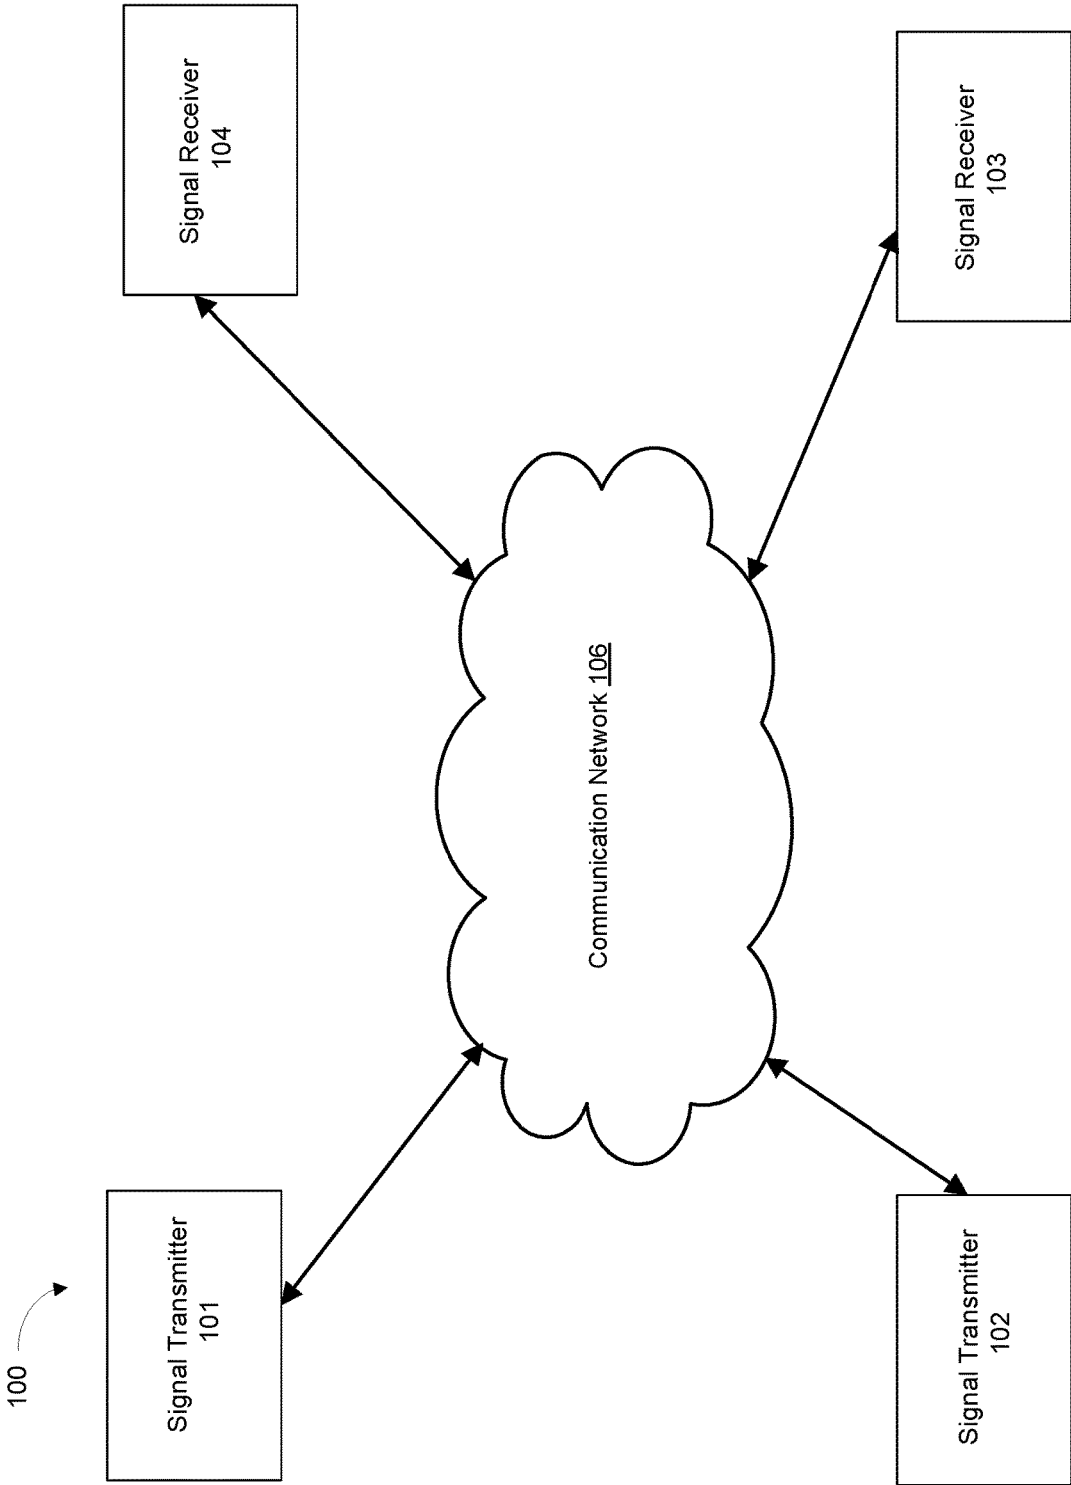 100
Signal Transmitter
101
Signal Receiver
104
Communication Network 106
Signal Transmitter
102
Signal Receiver
103